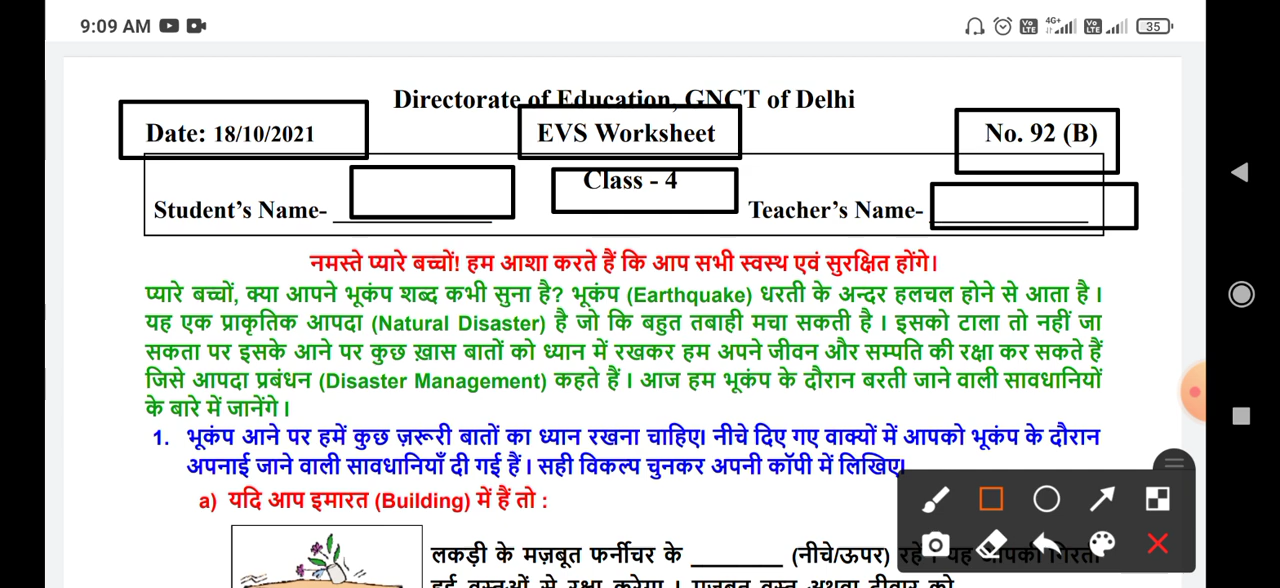 9:09 AM
4G+
35
Directorate of Education, GNCT of Delhi
Date: 18/10/2021 EVS Worksheet No. 92 (B)
Class - 4
Student’s Name- Teacher’s Name-
नमस्ते प्यारे बच्चों! हम आशा करते हैं कि आप सभी स्वस्थ एवं सुरक्षित होंगे।
प्यारे बच्चों, क्या आपने भूकंप शब्द कभी सुना है? भूकंप (Earthquake) धरती के अन्दर हलचल होने से आता है।
यह एक प्राकृतिक आपदा (Natural Disaster) है जो कि बहुत तबाही मचा सकती है। इसको टाला तो नहीं जा
सकता पर इसके आने पर कुछ ख़ास बातों को ध्यान में रखकर हम अपने जीवन और सम्पति की रक्षा कर सकते हैं
जिसे आपदा प्रबंधन (Disaster Management) कहते हैं। आज हम भूकंप के दौरान बरती जाने वाली सावधानियों
के बारे में जानेंगे।
1. भूकंप आने पर हमें कुछ ज़रूरी बातों का ध्यान रखना चाहिए। नीचे दिए गए वाक्यों में आपको भूकंप के दौरान
अपनाई जाने वाली सावधानियाँ दी गई हैं। सही विकल्प चुनकर अपनी कॉपी में लिखिए।
a) यदि आप इमारत (Building) में हैं तो :
लकड़ी के मज़बूत फर्नीचर के _______ (नीचे/ऊपर) रहें